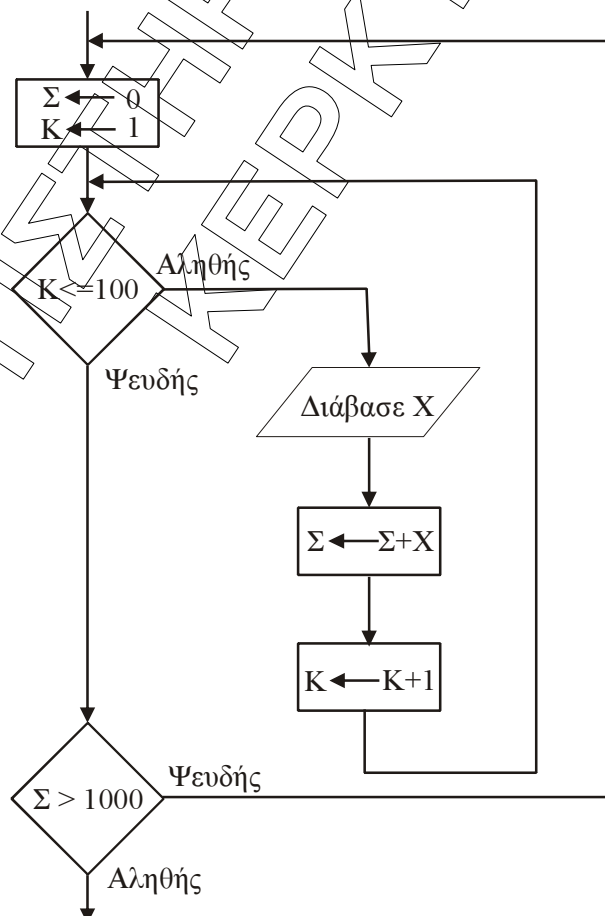 Σ ← 0
Κ ← 1
Κ<=100
Αληθής
Ψευδής
Διάβασε Χ
Σ ← Σ+Χ
Κ ← Κ+1
Σ > 1000
Ψευδής
Αληθής